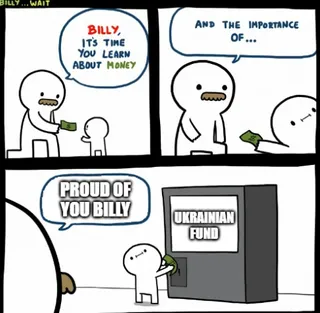 BILLY...WAIT
BILLY,
IT'S TIME
YOU LEARN
ABOUT MONEY
AND THE IMPORTANCE
OF...
PROUD OF
YOU BILLY
UKRAINIAN
FUND